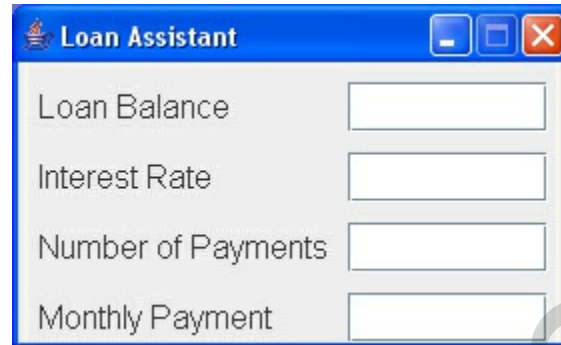 Loan Assistant
Loan Balance
Interest Rate
Number of Payments
Monthly Payment